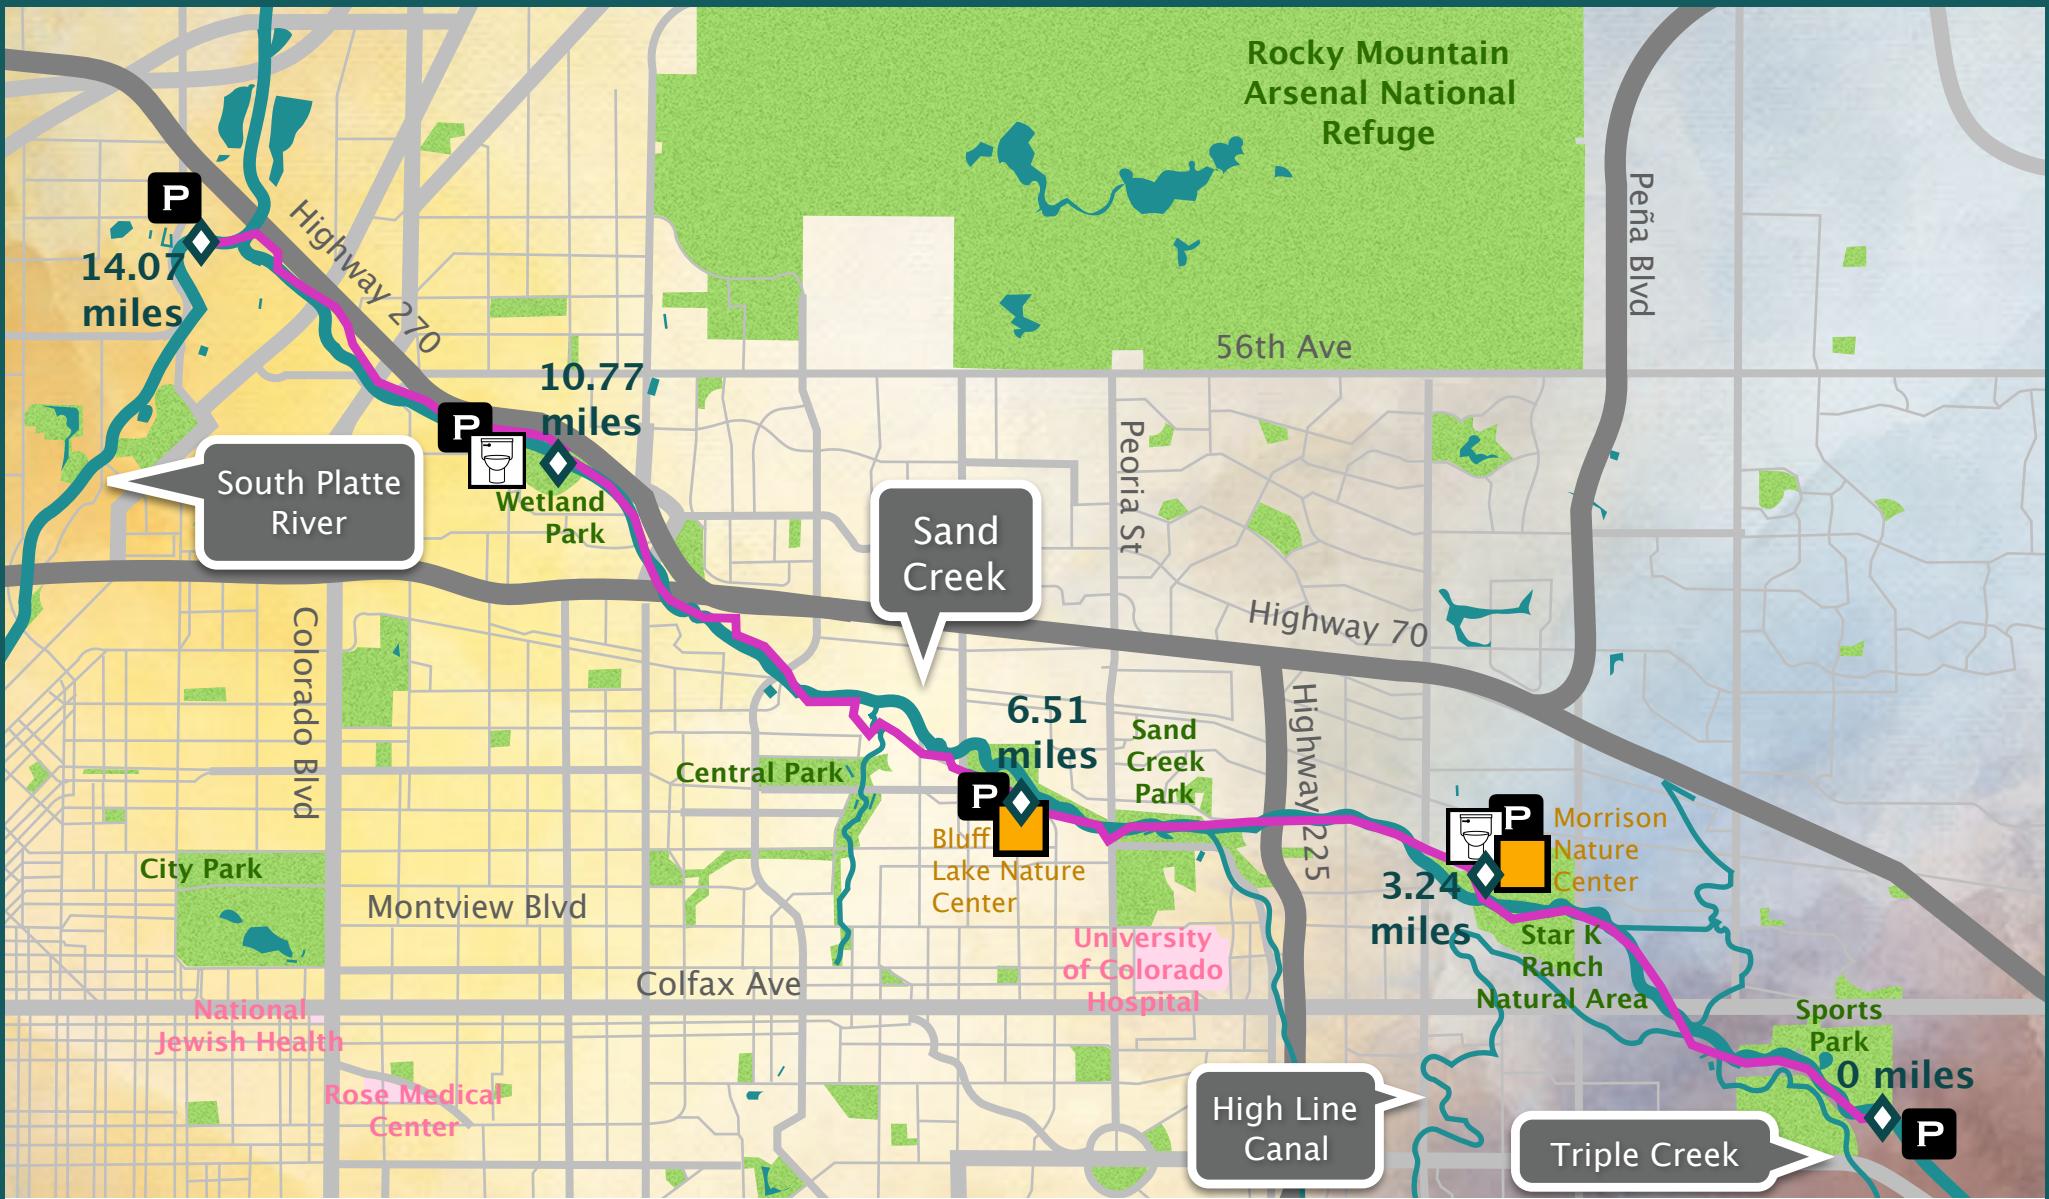 Rocky Mountain
Arsenal National
Refuge
P
14.07
miles
Highway 270
Peña Blvd
56th Ave
10.77
miles
P
Wetland
Park
South Platte
River
Peoria St
Sand
Creek
Highway 70
Colorado Blvd
6.51
miles
Sand
Creek
Park
Highway 225
Central Park
P
Bluff
Lake Nature
Center
P
Morrison
Nature
Center
3.24
miles
City Park
Montview Blvd
University
of Colorado
Hospital
Star K
Ranch
Natural Area
Colfax Ave
National
Jewish Health
Sports
Park
0 miles
P
Rose Medical
Center
High Line
Canal
Triple Creek